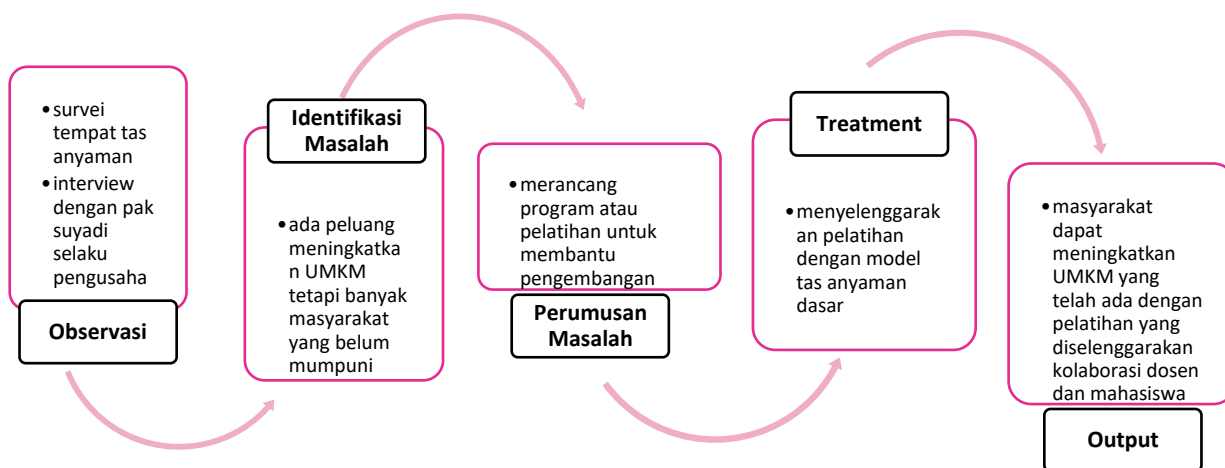 •survei
tempat tas
anyaman
•interview
dengan pak
suyadi
selaku
pengusaha
Observasi
Identifikasi
Masalah
•ada peluang
meningkatka
n UMKM
tetapi banyak
masyarakat
yang belum
mumpuni
•merancang
program atau
pelatihan untuk
membantu
pengembangan
Perumusan
Masalah
Treatment
•menyelenggarak
an pelatihan
dengan model
tas anyaman
dasar
•masyarakat
dapat
meningkatkan
UMKM yang
telah ada dengan
pelatihan yang
diselenggarakan
kolaborasi dosen
dan mahasiswa
Output